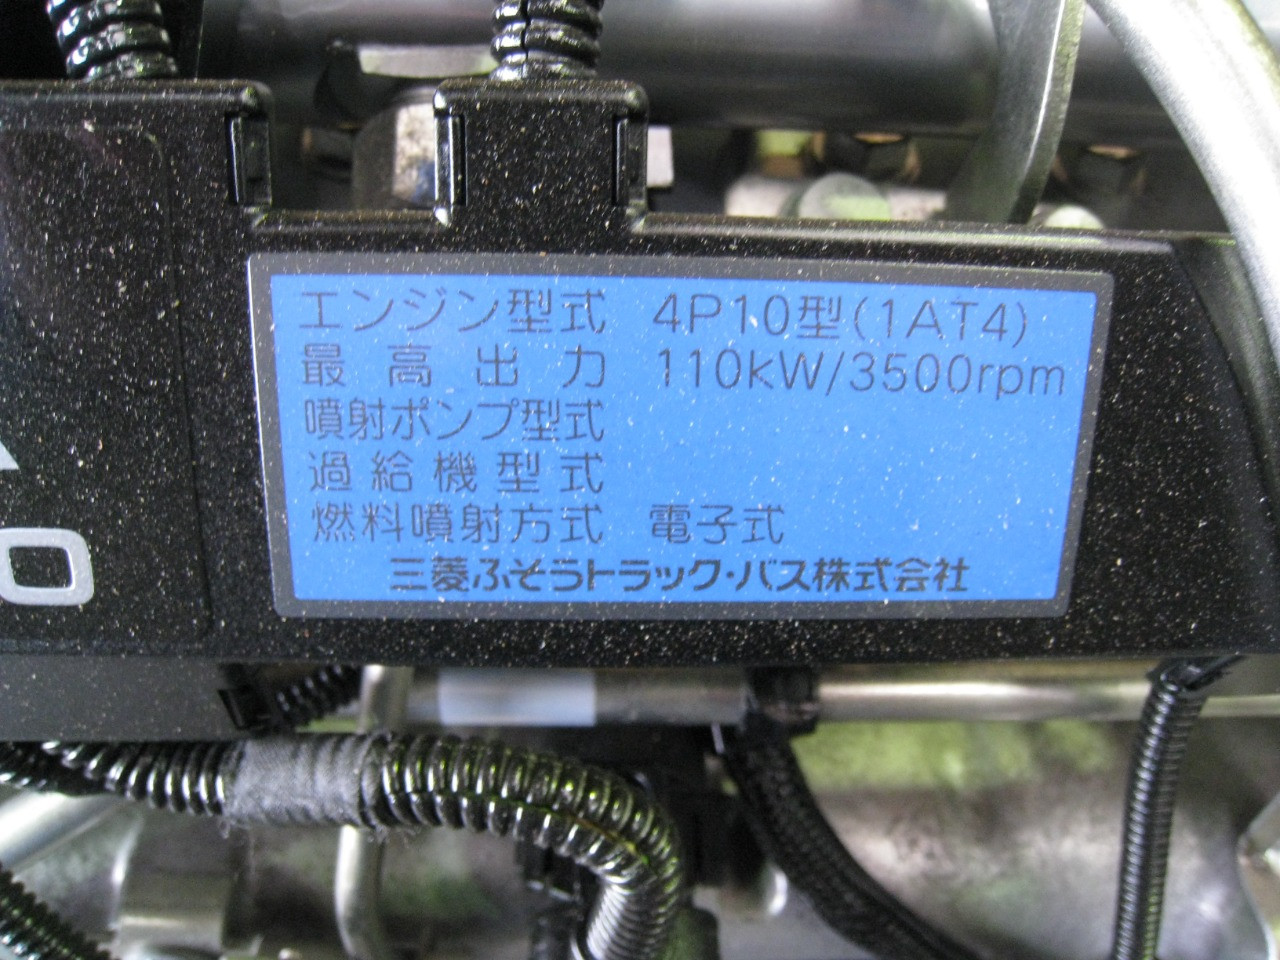 エンジン型式 4P10型(1AT4)
最高出力 110kW/3500rpm
噴射ポンプ型式
過給機型式
燃料噴射方式 電子式
三菱ふそうトラック・バス株式会社